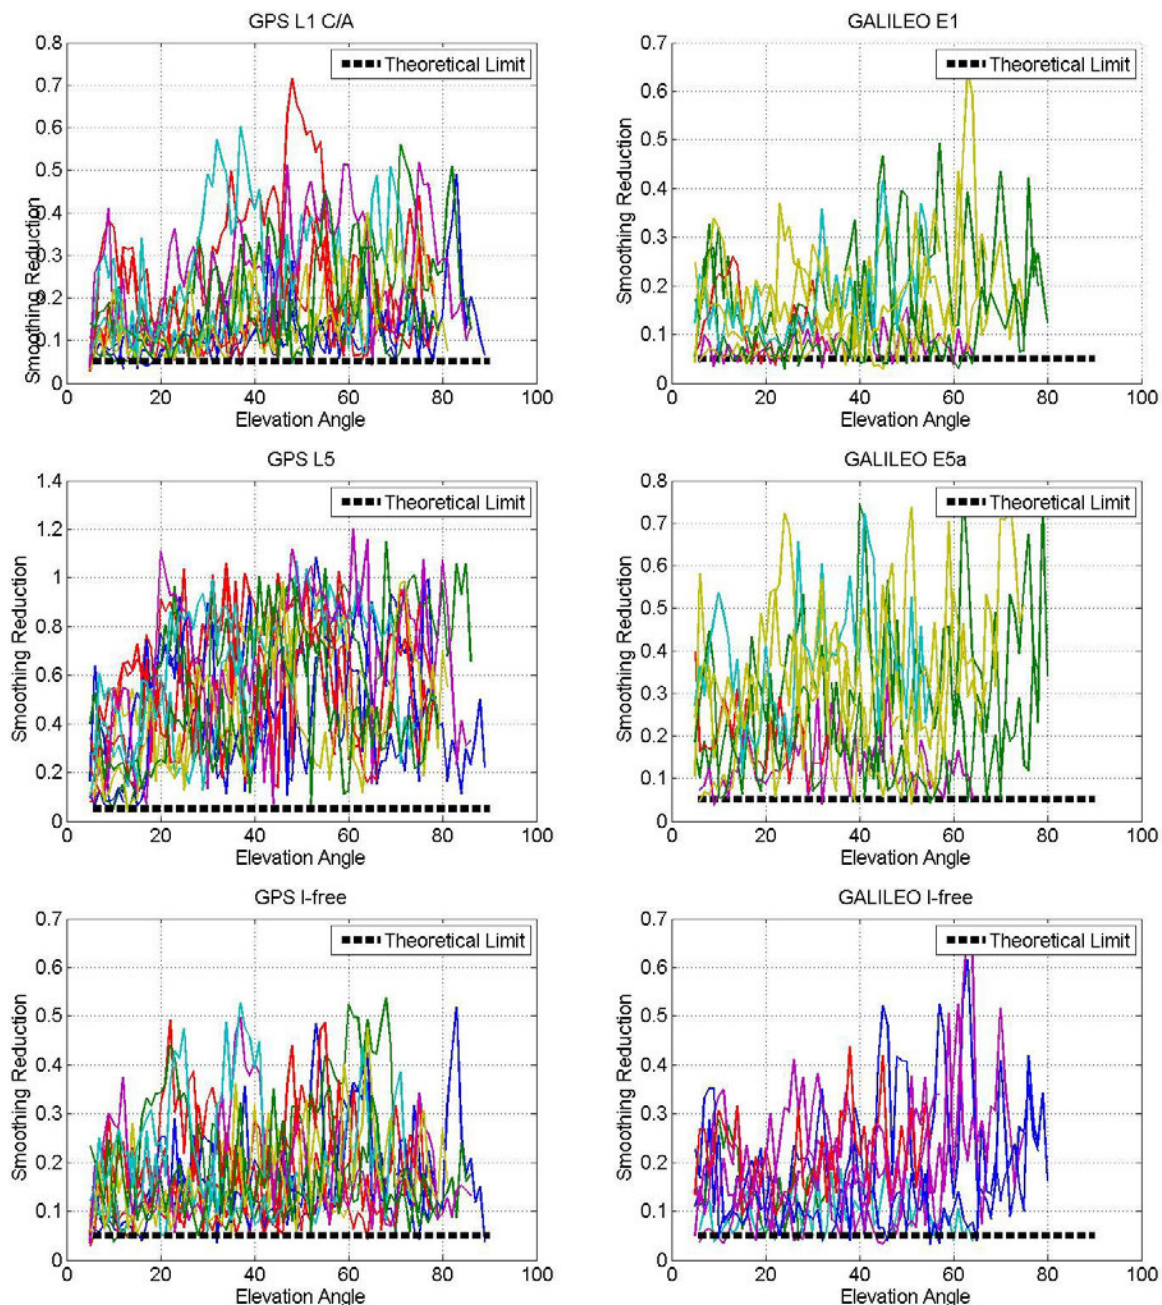 GPS L1 C/A
0.8
0.7
0.6
0.5
0.4
0.3
0.2
0.1
0
Smoothing Reduction
Theoretical Limit
0 20 40 60 80 100
Elevation Angle
GALILEO E1
0.7
0.6
0.5
0.4
0.3
0.2
0.1
0
Smoothing Reduction
Theoretical Limit
0 20 40 60 80 100
Elevation Angle
GPS L5
1.4
1.2
1
0.8
0.6
0.4
0.2
0
Smoothing Reduction
Theoretical Limit
0 20 40 60 80 100
Elevation Angle
GALILEO E5a
0.8
0.7
0.6
0.5
0.4
0.3
0.2
0.1
0
Smoothing Reduction
Theoretical Limit
0 20 40 60 80 100
Elevation Angle
GPS I-free
0.7
0.6
0.5
0.4
0.3
0.2
0.1
0
Smoothing Reduction
Theoretical Limit
0 20 40 60 80 100
Elevation Angle
GALILEO I-free
0.7
0.6
0.5
0.4
0.3
0.2
0.1
0
Smoothing Reduction
Theoretical Limit
0 20 40 60 80 100
Elevation Angle